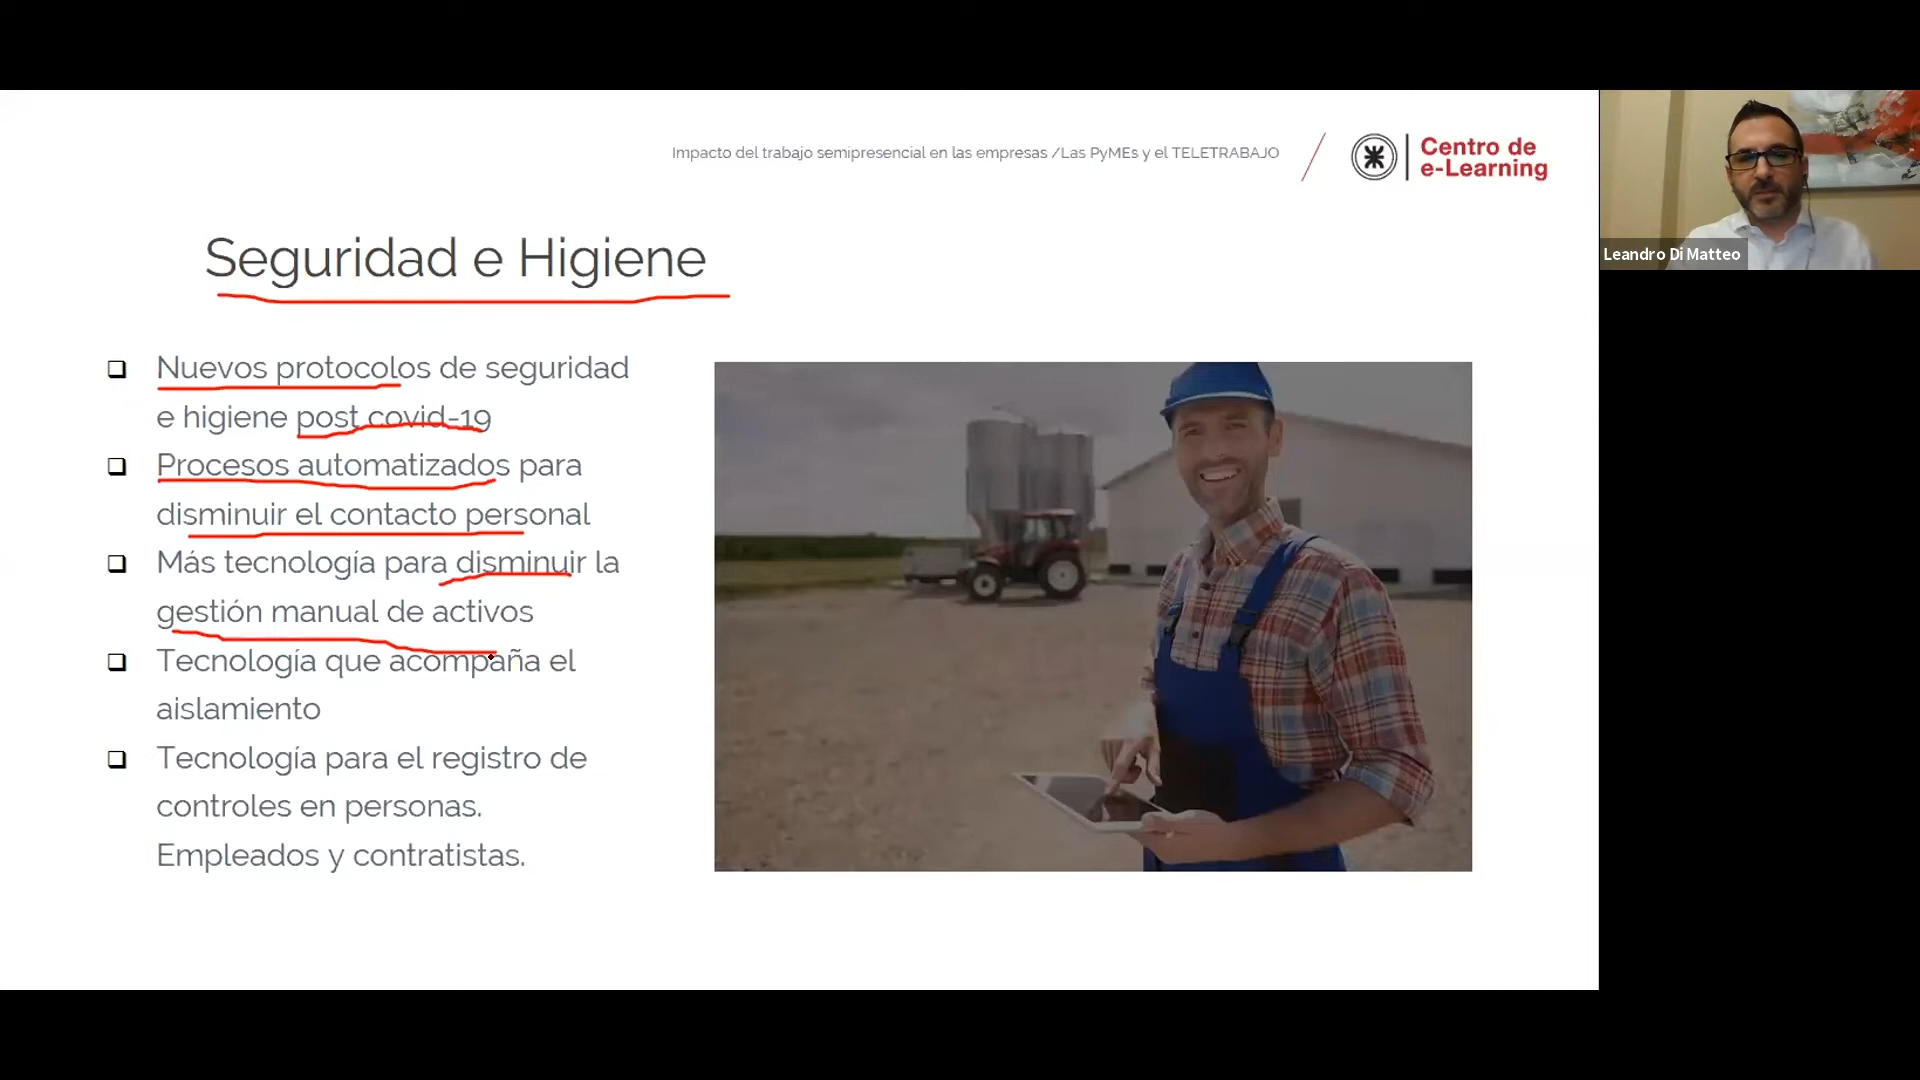 Impacto del trabajo semipresencial en las empresas /Las PyMEs y el TELETRABAJO
Centro de
e-Learning
Leandro Di Matteo
Seguridad e Higiene
Nuevos protocolos de seguridad
e higiene post covid-19
Procesos automatizados para
disminuir el contacto personal
Más tecnología para disminuir la
gestión manual de activos
Tecnología que acompaña el
aislamiento
Tecnología para el registro de
controles en personas.
Empleados y contratistas.